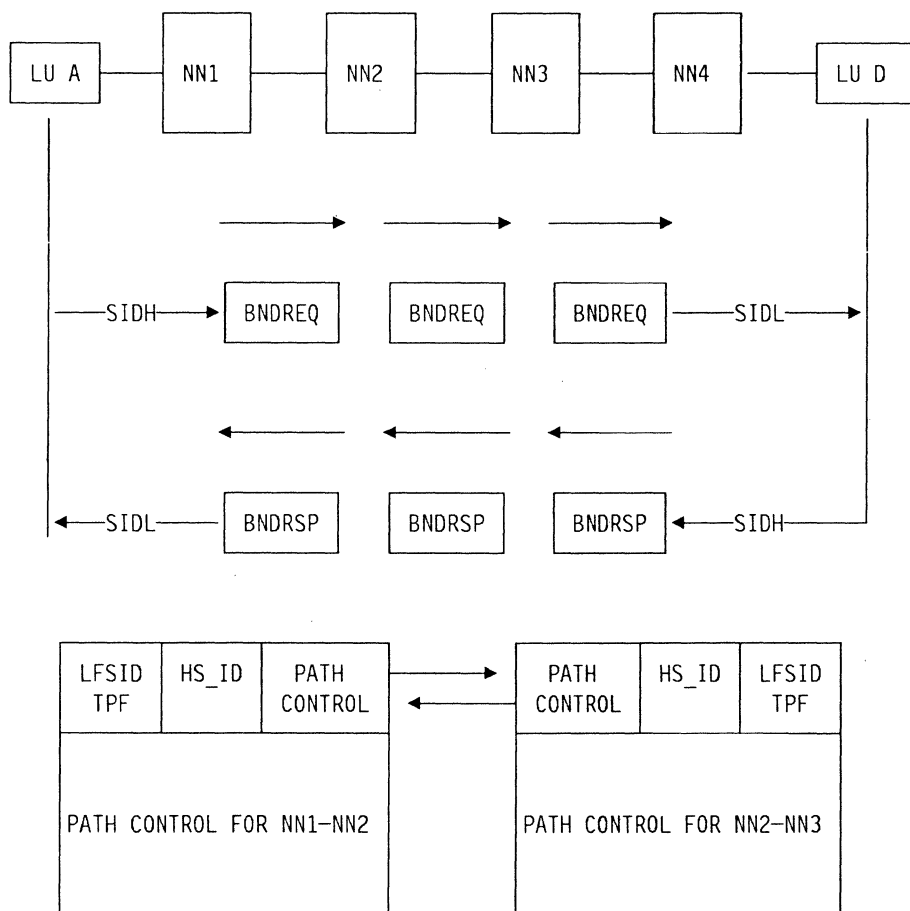 LU A NN1 NN2 NN3 NN4 LU D
SIDH BNDREQ BNDREQ BNDREQ SIDL
SIDL BNDRSP BNDRSP BNDRSP SIDH
LFSID TPF
HS_ID
PATH CONTROL
PATH CONTROL
HS_ID
LFSID TPF
PATH CONTROL FOR NN1-NN2
PATH CONTROL FOR NN2-NN3